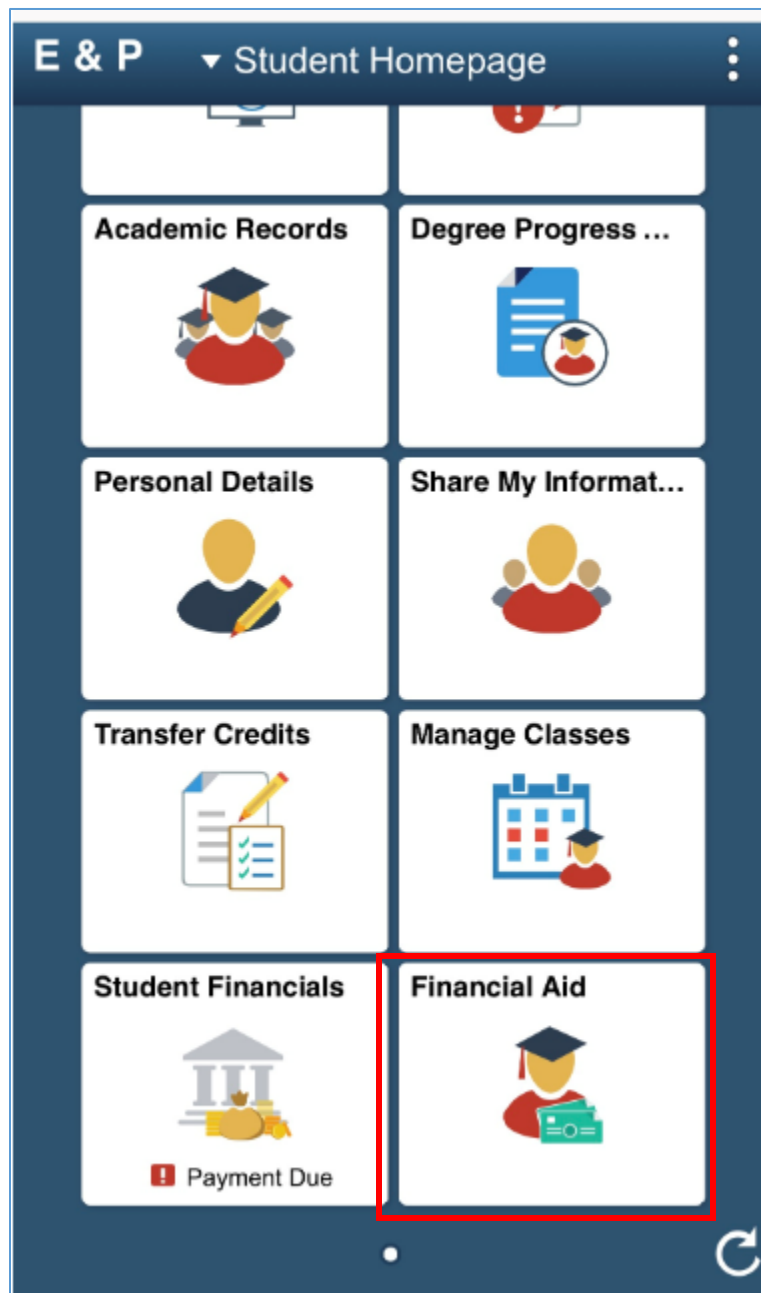 E & P ▼ Student Homepage
Academic Records
Degree Progress ...
Personal Details
Share My Informat...
Transfer Credits
Manage Classes
Student Financials
Payment Due
Financial Aid